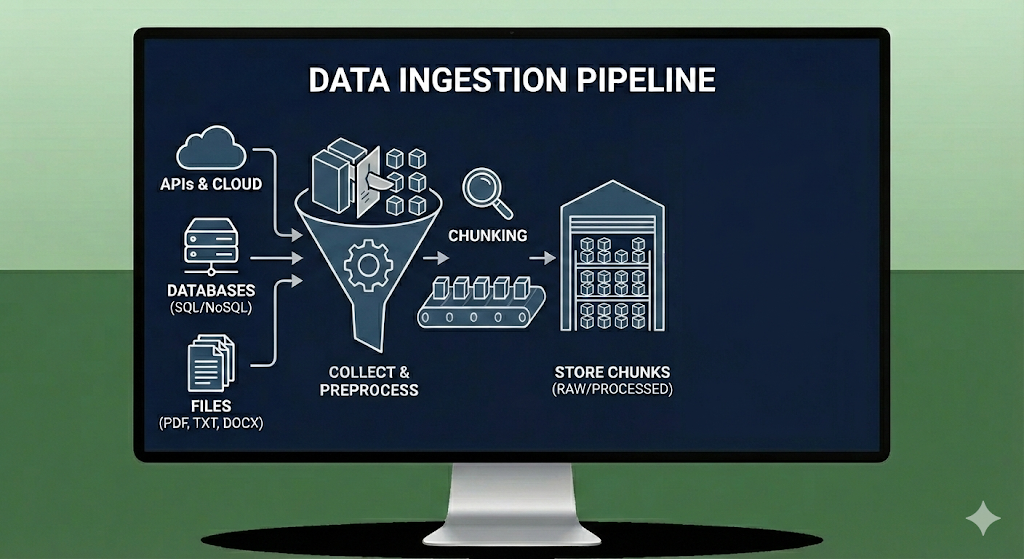 DATA INGESTION PIPELINE
APIs & CLOUD
DATABASES
(SQL/NoSQL)
FILES
(PDF, TXT, DOCX)
COLLECT &
PREPROCESS
CHUNKING
STORE CHUNKS
(RAW/PROCESSED)